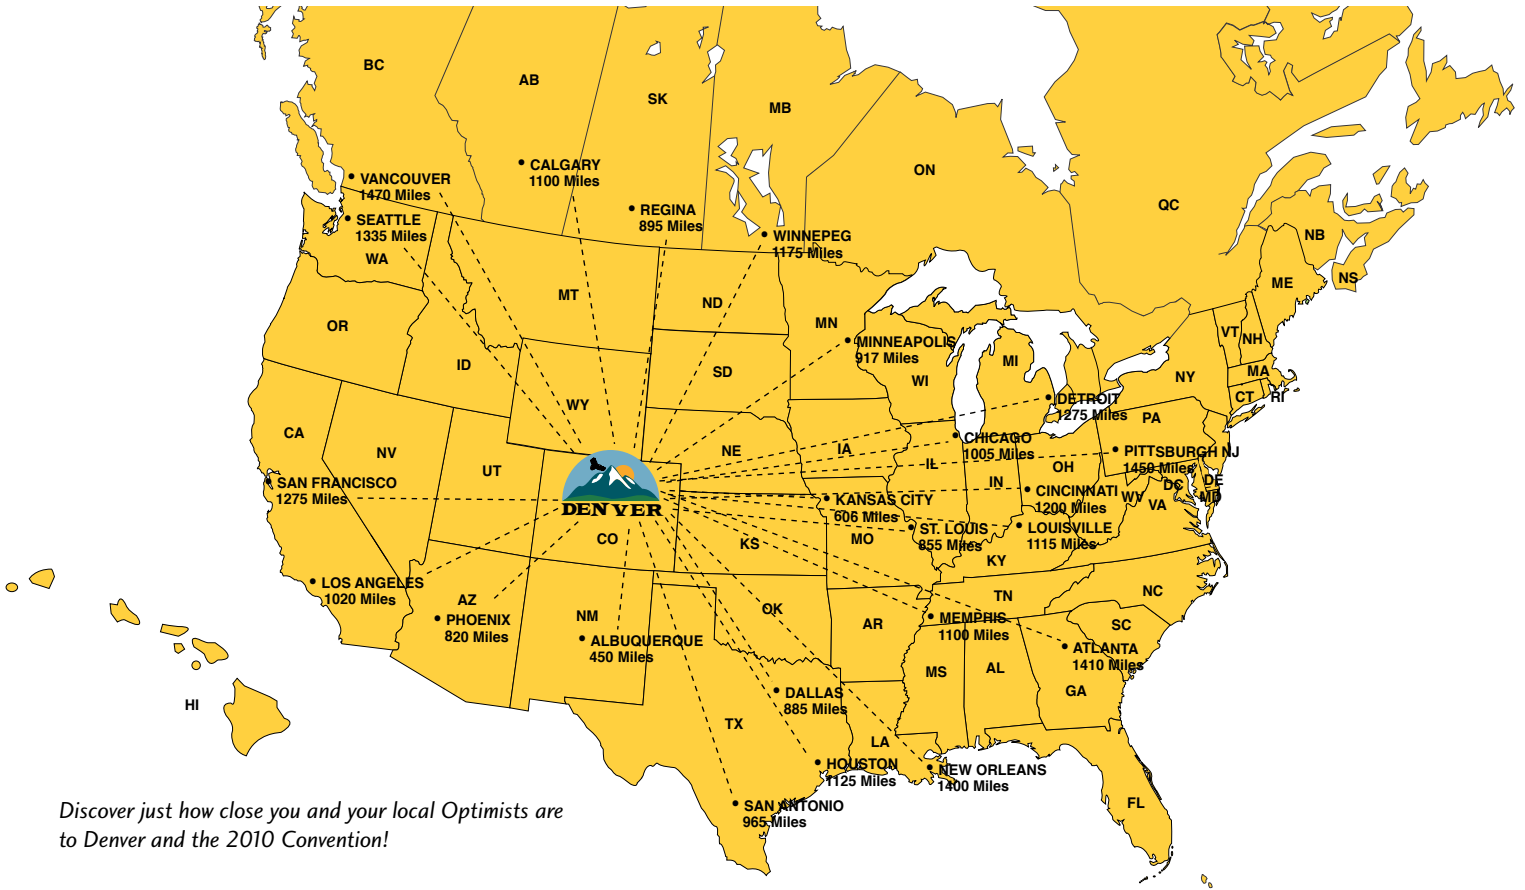 BC
AB
SK
MB
ON
QC
VANCOUVER
1470 Miles
CALGARY
1100 Miles
REGINA
895 Miles
WINNEPEG
1175 Miles
SEATTLE
1335 Miles
WA
NB
NS
ME
MT
ND
MN
OR
ID
SD
MINNEAPOLIS
917 Miles
WI
MI
VT
NH
MA
NY
CT
RI
WY
DETROIT
1275 Miles
PA
CA
NV
UT
NE
IA
CHICAGO
1005 Miles
IL
IN
OH
PITTSBURGH
1450 Miles
NJ
DE
DC
MD
WV
VA
SAN FRANCISCO
1275 Miles
DENVER
CO
KANSAS CITY
606 Miles
CINCINNATI
1200 Miles
ST. LOUIS
855 Miles
LOUISVILLE
1115 Miles
KS
MO
KY
LOS ANGELES
1020 Miles
AZ
PHOENIX
820 Miles
NM
ALBUQUERQUE
450 Miles
OK
AR
TN
NC
MEMPHIS
1100 Miles
SC
ATLANTA
1410 Miles
MS
AL
GA
HI
TX
DALLAS
885 Miles
LA
HOUSTON
1125 Miles
NEW ORLEANS
1400 Miles
SAN ANTONIO
965 Miles
FL
Discover just how close you and your local Optimists are
to Denver and the 2010 Convention!